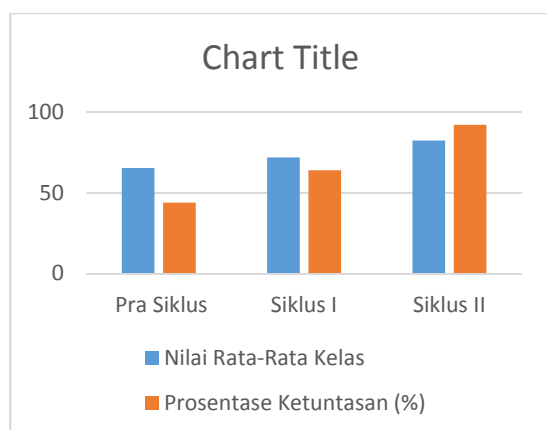 Chart Title
100
50
0
Pra Siklus Siklus I Siklus II
Nilai Rata-Rata Kelas
Prosentase Ketuntasan (%)